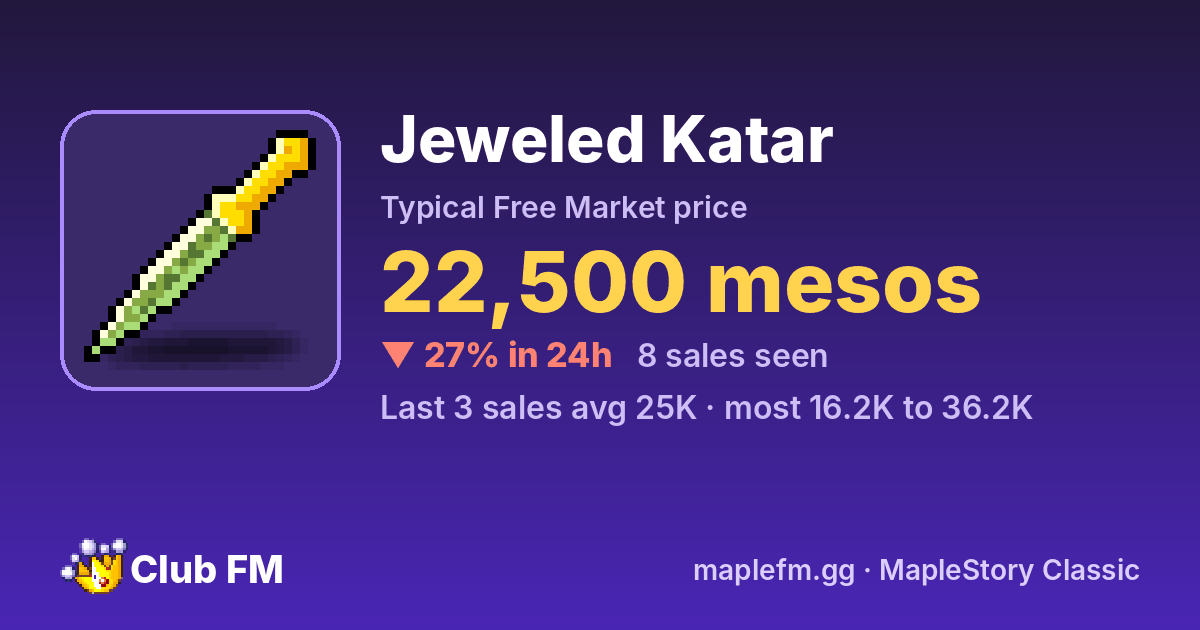 Jeweled Katar
Typical Free Market price
22,500 mesos
▼ 27% in 24h 8 sales seen
Last 3 sales avg 25K · most 16.2K to 36.2K
Club FM
maplefm.gg · MapleStory Classic